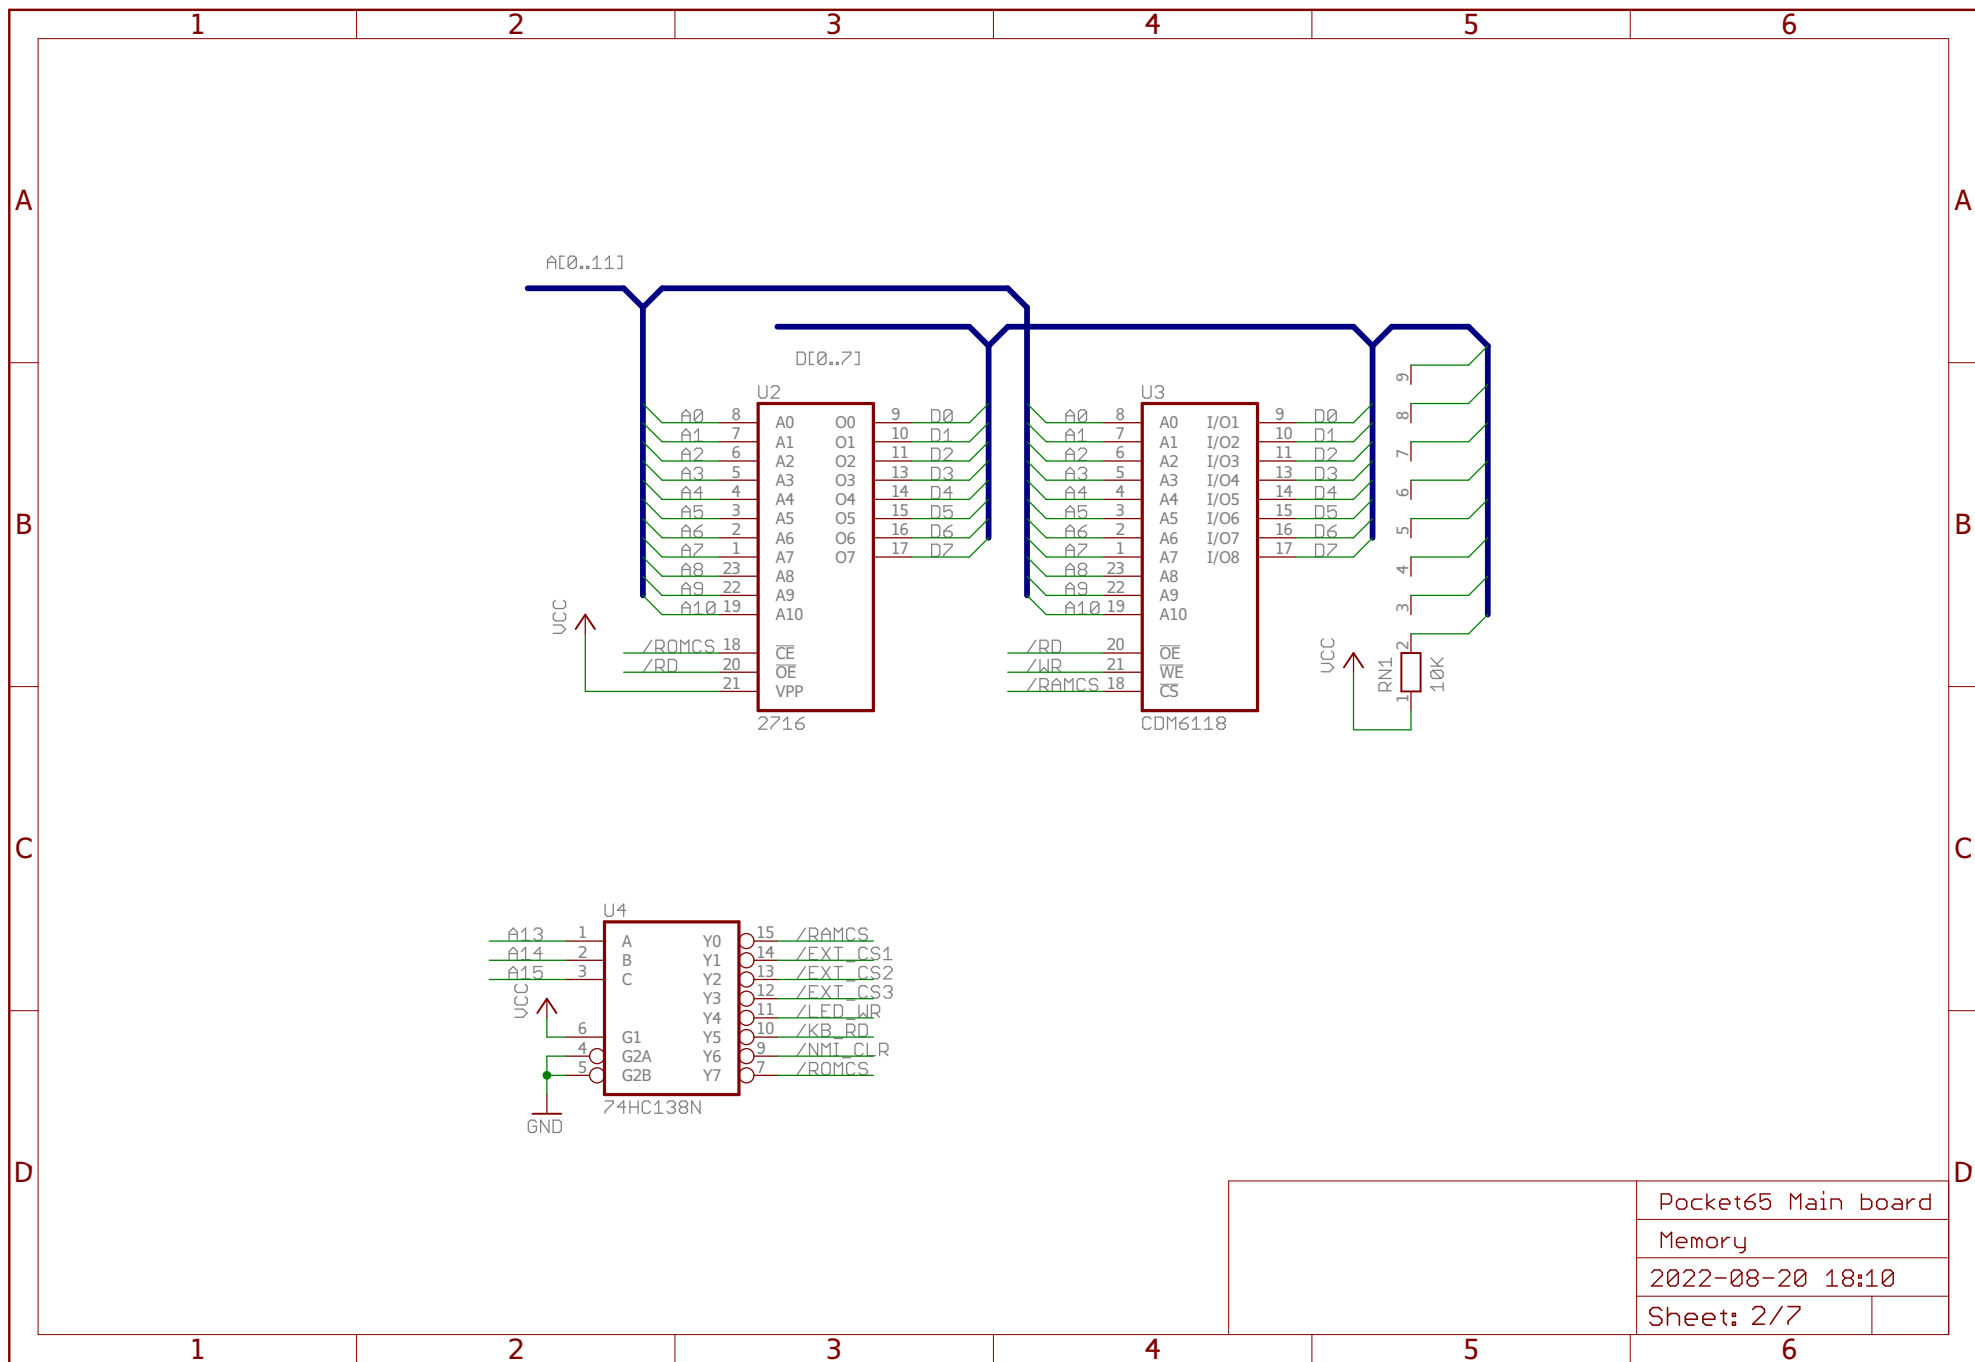 1 2 3 4 5 6
A A
A[0..11]
D[0..7]
U2 U3
9
A0 8 A0 O0 9 D0 A0 8 A0 I/O1 9 D0 8
A1 7 A1 O1 10 D1 A1 7 A1 I/O2 10 D1
A2 6 A2 O2 11 D2 A2 6 A2 I/O3 11 D2 7
A3 5 A3 O3 13 D3 A3 5 A3 I/O4 13 D3
A4 4 A4 O4 14 D4 A4 4 A4 I/O5 14 D4 6
A5 3 A5 O5 15 D5 A5 3 A5 I/O6 15 D5
B B
A6 2 A6 O6 16 D6 A6 2 A6 I/O7 16 D6 5
A7 1 A7 O7 17 D7 A7 1 A7 I/O8 17 D7
A8 23 A8 A8 23 A8 4
A9 22 A9 A9 22 A9
A10 19 A10 A10 19 A10 3
VCC
/ROMCS 18 CE /RD 20 OE VCC 2
/RD 20 OE /WR 21 WE RN1 10K
21 VPP /RAMCS 18 CS 1
2716 CDM6118
C C
U4
A13 1 A Y0 15 /RAMCS
A14 2 B Y1 14 /EXT_CS1
A15 3 C Y2 13 /EXT_CS2
VCC Y3 12 /EXT_CS3
Y4 11 /LED_WR
6 G1 Y5 10 /KB_RD
4 G2A Y6 9 /NMI_CLR
5 G2B Y7 7 /ROMCS
74HC138N
GND
D D
Pocket65 Main board
Memory
2022-08-20 18:10
Sheet: 2/7
1 2 3 4 5 6